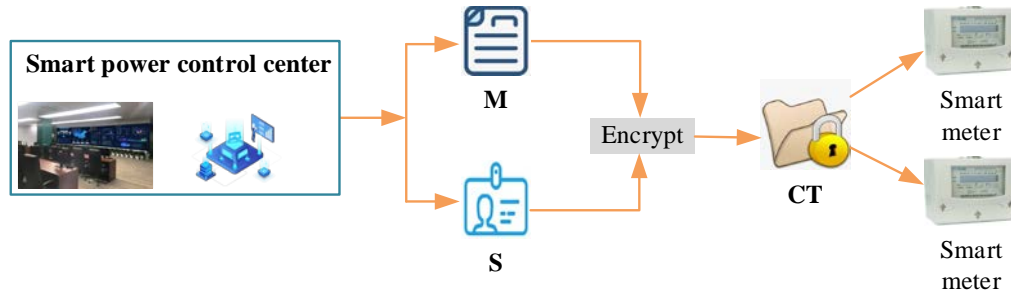 Smart power control center
M
Encrypt
S
CT
Smart
meter
Smart
meter